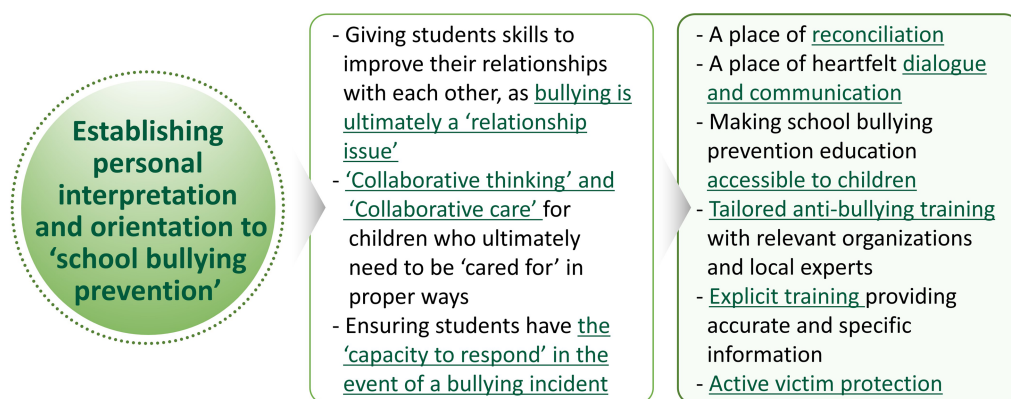 Establishing
personal
interpretation
and orientation to
‘school bullying
prevention’
- Giving students skills to
improve their relationships
with each other, as bullying is
ultimately a ‘relationship
issue’
- ‘Collaborative thinking’ and
‘Collaborative care’ for
children who ultimately
need to be ‘cared for’ in
proper ways
- Ensuring students have the
‘capacity to respond’ in the
event of a bullying incident
- A place of reconciliation
- A place of heartfelt dialogue
and communication
- Making school bullying
prevention education
accessible to children
- Tailored anti-bullying training
with relevant organizations
and local experts
- Explicit training providing
accurate and specific
information
- Active victim protection